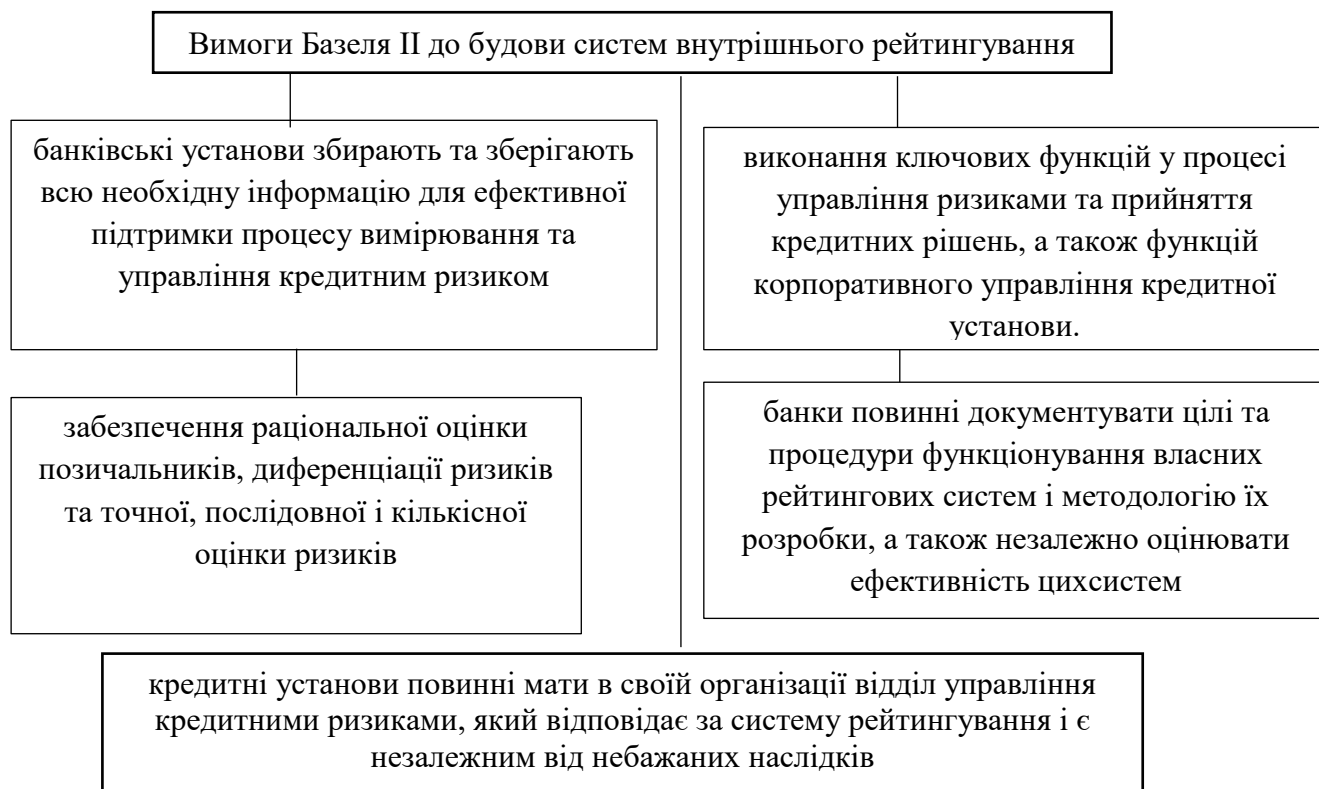 Вимоги Базеля ІІ до будови систем внутрішнього рейтингування
банківські установи збирають та зберігають
всю необхідну інформацію для ефективної
підтримки процесу вимірювання та
управління кредитним ризиком
виконання ключових функцій у процесі
управління ризиками та прийняття
кредитних рішень, а також функцій
корпоративного управління кредитної
установи.
забезпечення раціональної оцінки
позичальників, диференціації ризиків
та точної, послідовної і кількісної
оцінки ризиків
банки повинні документувати цілі та
процедури функціонування власних
рейтингових систем і методологію їх
розробки, а також незалежно оцінювати
ефективність цихсистем
кредитні установи повинні мати в своїй організації відділ управління
кредитними ризиками, який відповідає за систему рейтингування і є
незалежним від небажаних наслідків